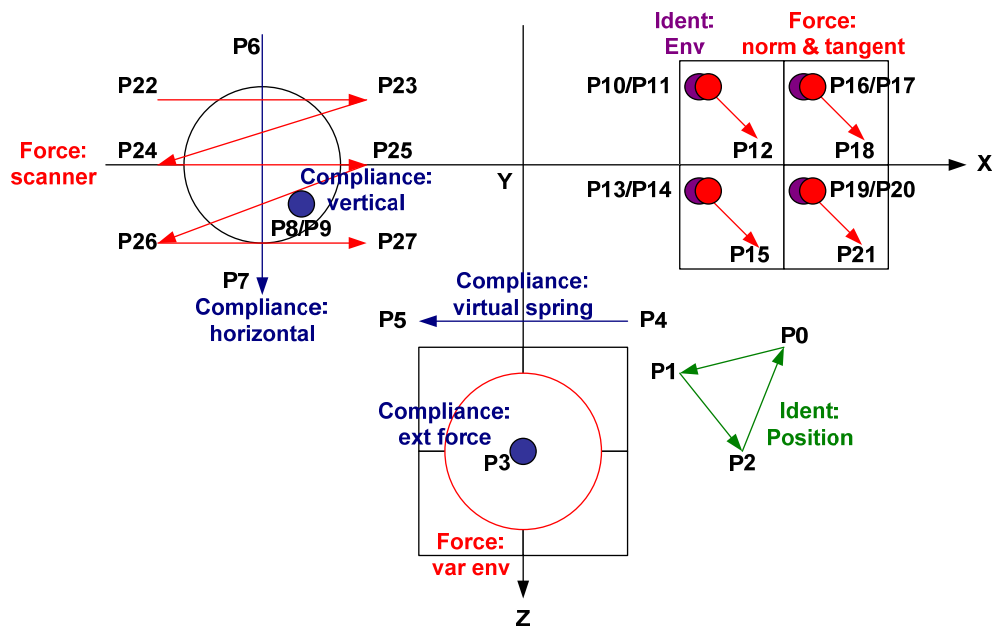 P6
Ident:
Env
Force:
norm & tangent
P22
P23
P10/P11
P16/P17
P12
P18
Force:
scanner
P24
P25
X
Y
Compliance:
vertical
P8/P9
P13/P14
P19/P20
P26
P27
P15
P21
P7
Compliance:
horizontal
Compliance:
virtual spring
P5
P4
P0
P1
Compliance:
ext force
P3
Ident:
Position
P2
Force:
var env
Z